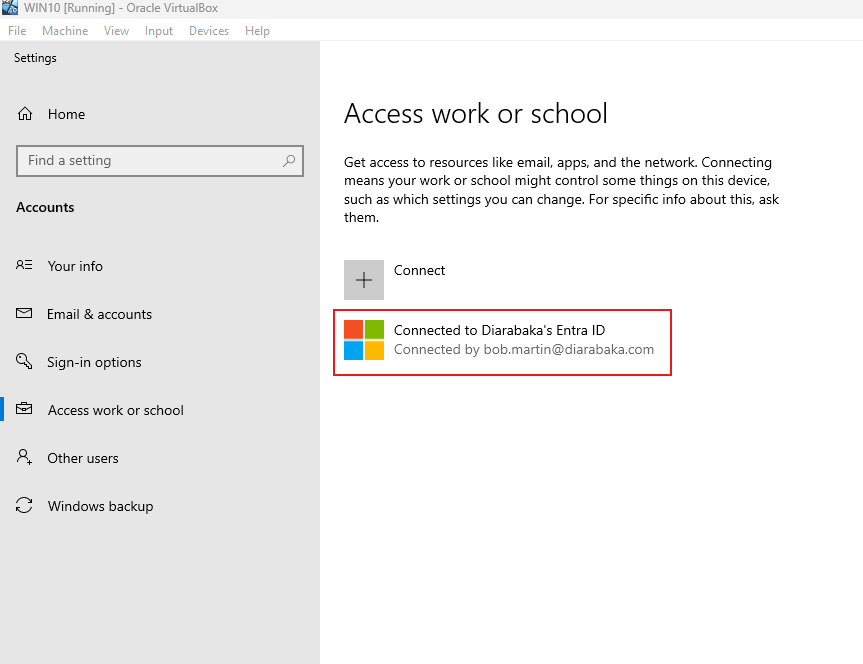 WIN10 [Running] - Oracle VirtualBox
File Machine View Input Devices Help
Settings
Home
Find a setting
Accounts
Your info
Email & accounts
Sign-in options
Access work or school
Other users
Windows backup
Access work or school
Get access to resources like email, apps, and the network. Connecting
means your work or school might control some things on this device,
such as which settings you can change. For specific info about this, ask
them.
Connect
Connected to Diarabaka's Entra ID
Connected by bob.martin@diarabaka.com